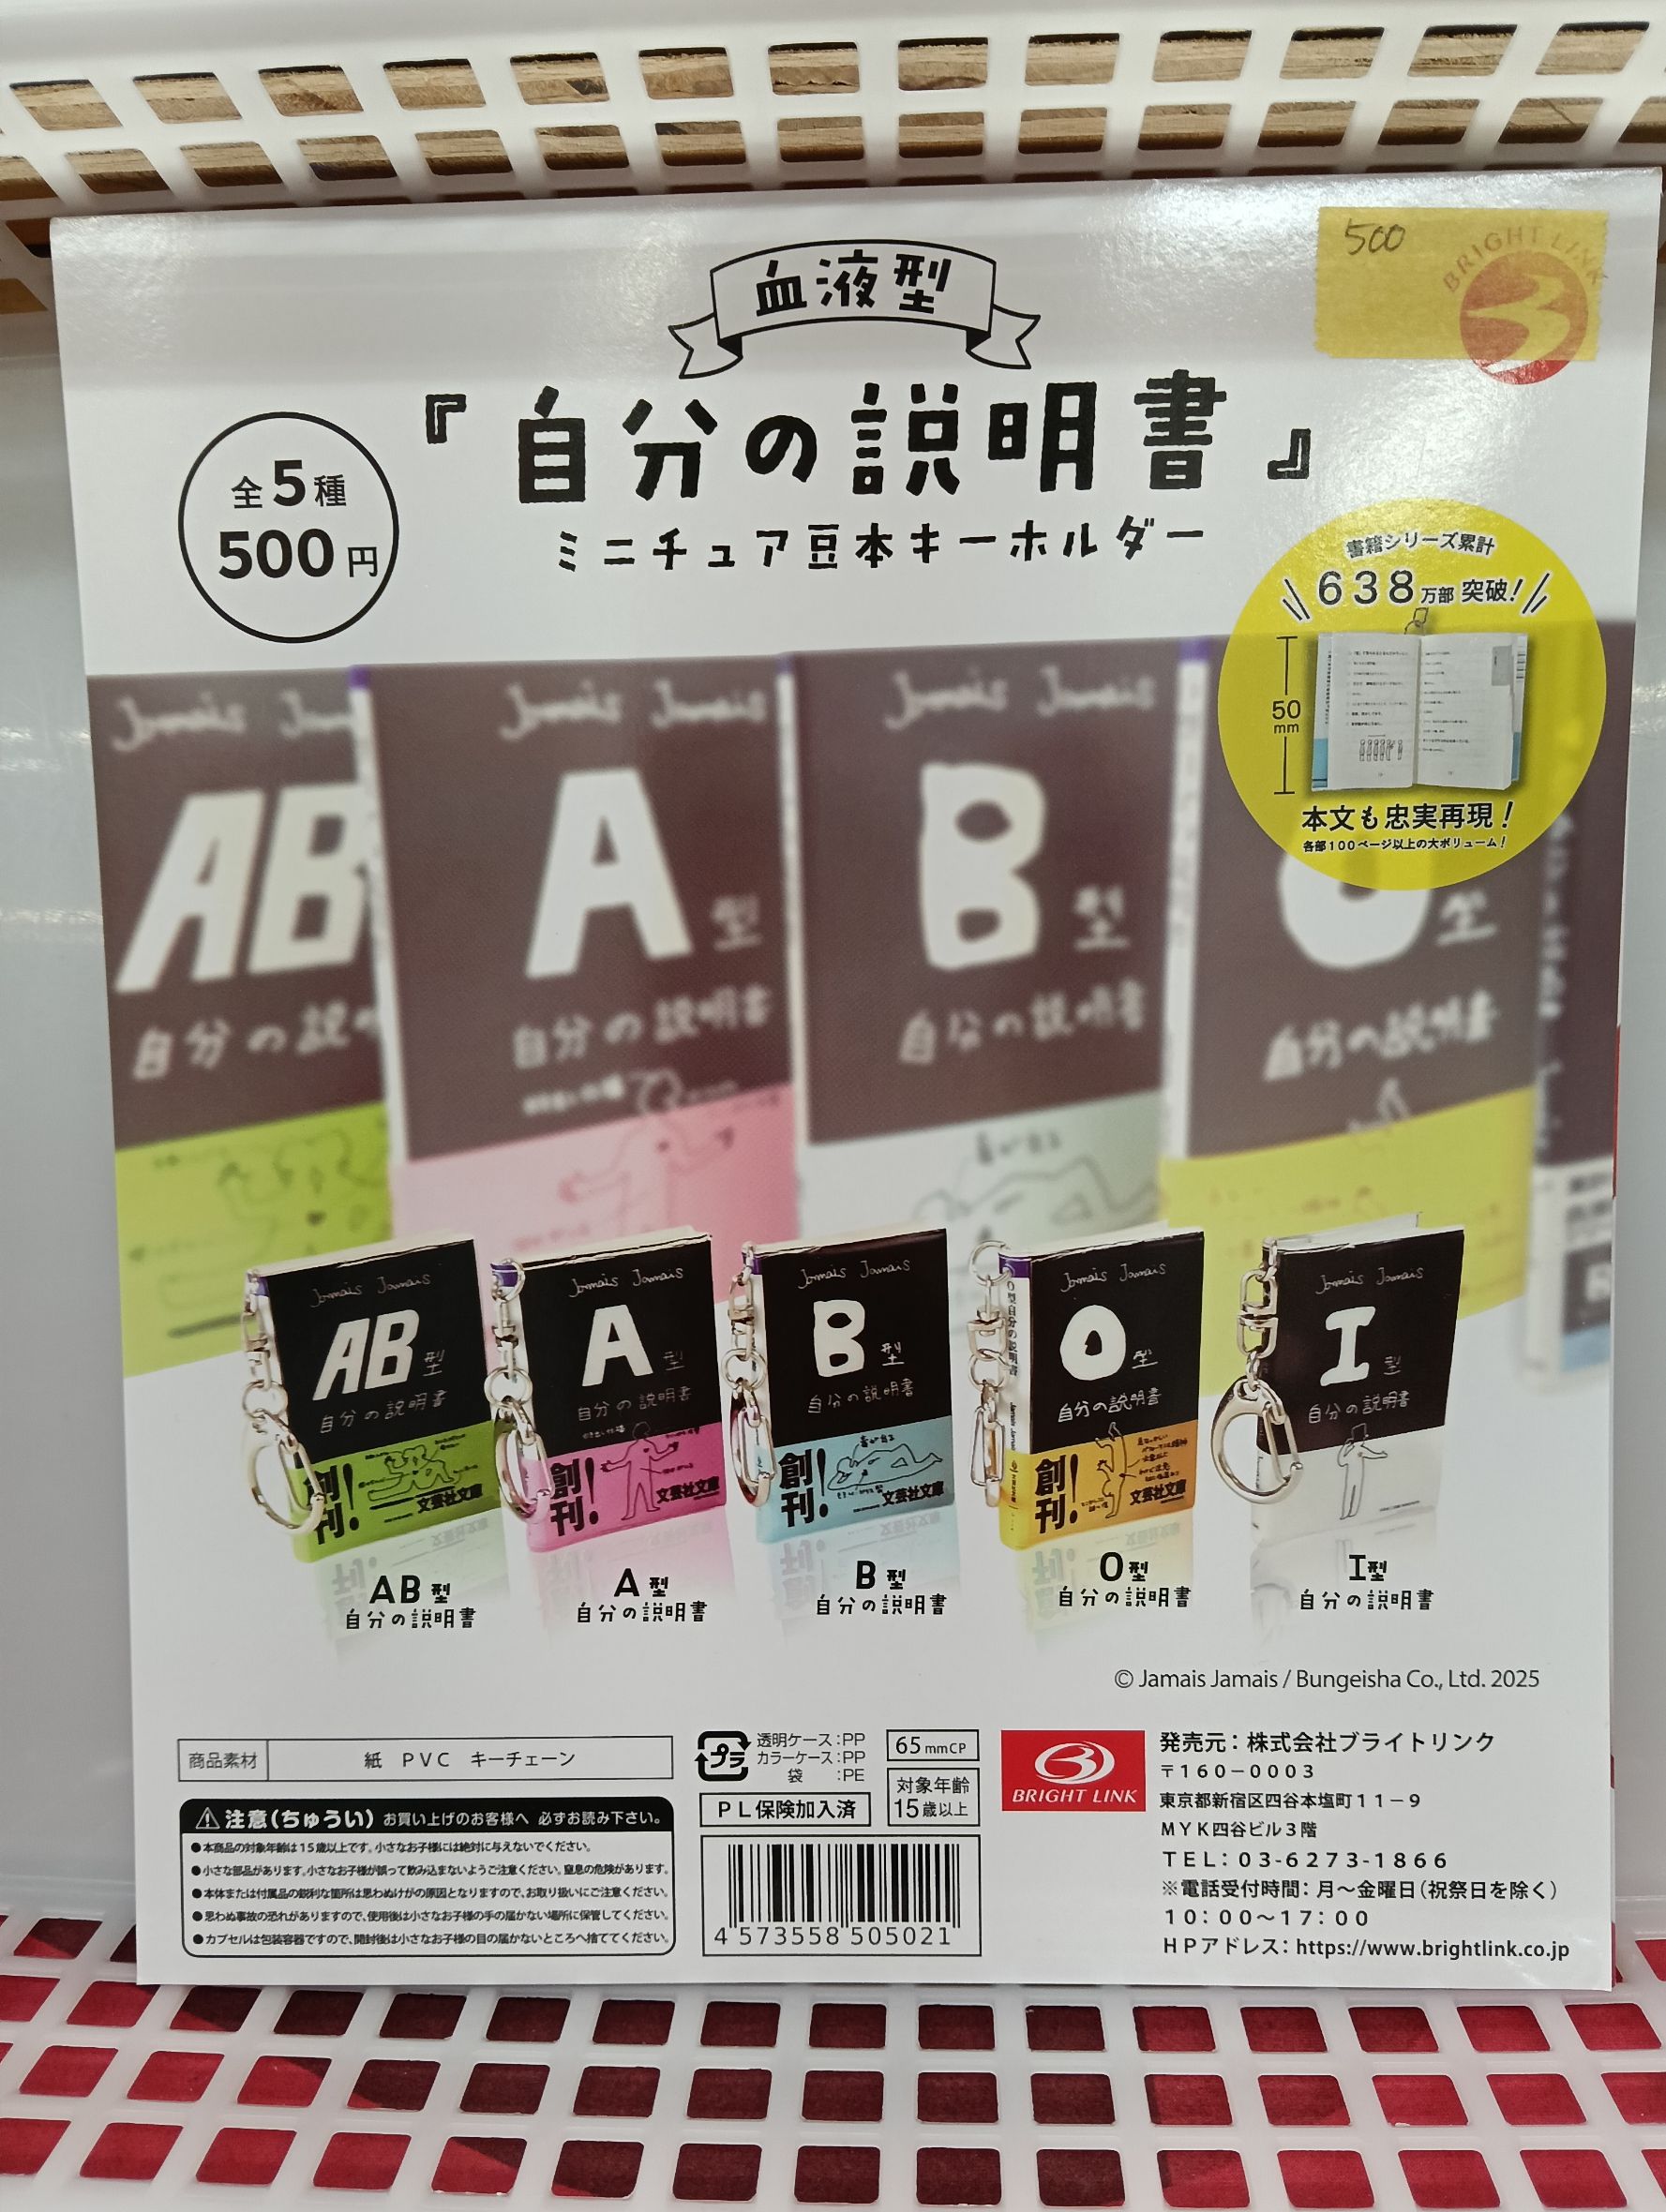 500
BRIGHT LINK
血液型
『自分の説明書』
ミニチュア豆本キーホルダー
全5種
500円
書籍シリーズ累計
638万部突破!
50
mm
本文も忠実再現!
各部100ページ以上の大ボリューム!
Jamais Jamais
AB
自分の説明
Jamais Jamais
A型
自分の説明書
Jamais Jamais
B型
自分の説明書
型
自分の説明書
Jamais Jamais
AB型
自分の説明書
創刊!
文芸社文庫
Jamais Jamais
A型
自分の説明書
創刊!
文芸社文庫
Jamais Jamais
B型
自分の説明書
創刊!
文芸社文庫
Jamais Jamais
O型
自分の説明書
O型自分の説明書
創刊!
文芸社文庫
Jamais Jamais
I型
自分の説明書
AB型
自分の説明書
A型
自分の説明書
B型
自分の説明書
O型
自分の説明書
I型
自分の説明書
© Jamais Jamais / Bungeisha Co., Ltd. 2025
商品素材 紙 PVC キーチェーン
注意(ちゅうい) お買い上げのお客様へ 必ずお読み下さい。
●本商品の対象年齢は15歳以上です。小さなお子様には絶対に与えないでください。
●小さな部品があります。小さなお子様が誤って飲み込まないようご注意ください。窒息の危険があります。
●本体または付属品の鋭利な箇所は思わぬけがの原因となりますので、お取り扱いにご注意ください。
●思わぬ事故の恐れがありますので、使用後は小さなお子様の手の届かない場所に保管してください。
●カプセルは包装容器ですので、開封後は小さなお子様の目の届かないところへ捨ててください。
プラ
透明ケース:PP
カラーケース:PP
袋 :PE
PL保険加入済
65mmCP
対象年齢
15歳以上
4 573558 505021
BRIGHT LINK
発売元:株式会社ブライトリンク
〒160-0003
東京都新宿区四谷本塩町11-9
MYK四谷ビル3階
TEL:03-6273-1866
※電話受付時間:月〜金曜日(祝祭日を除く)
10:00〜17:00
HPアドレス:https://www.brightlink.co.jp